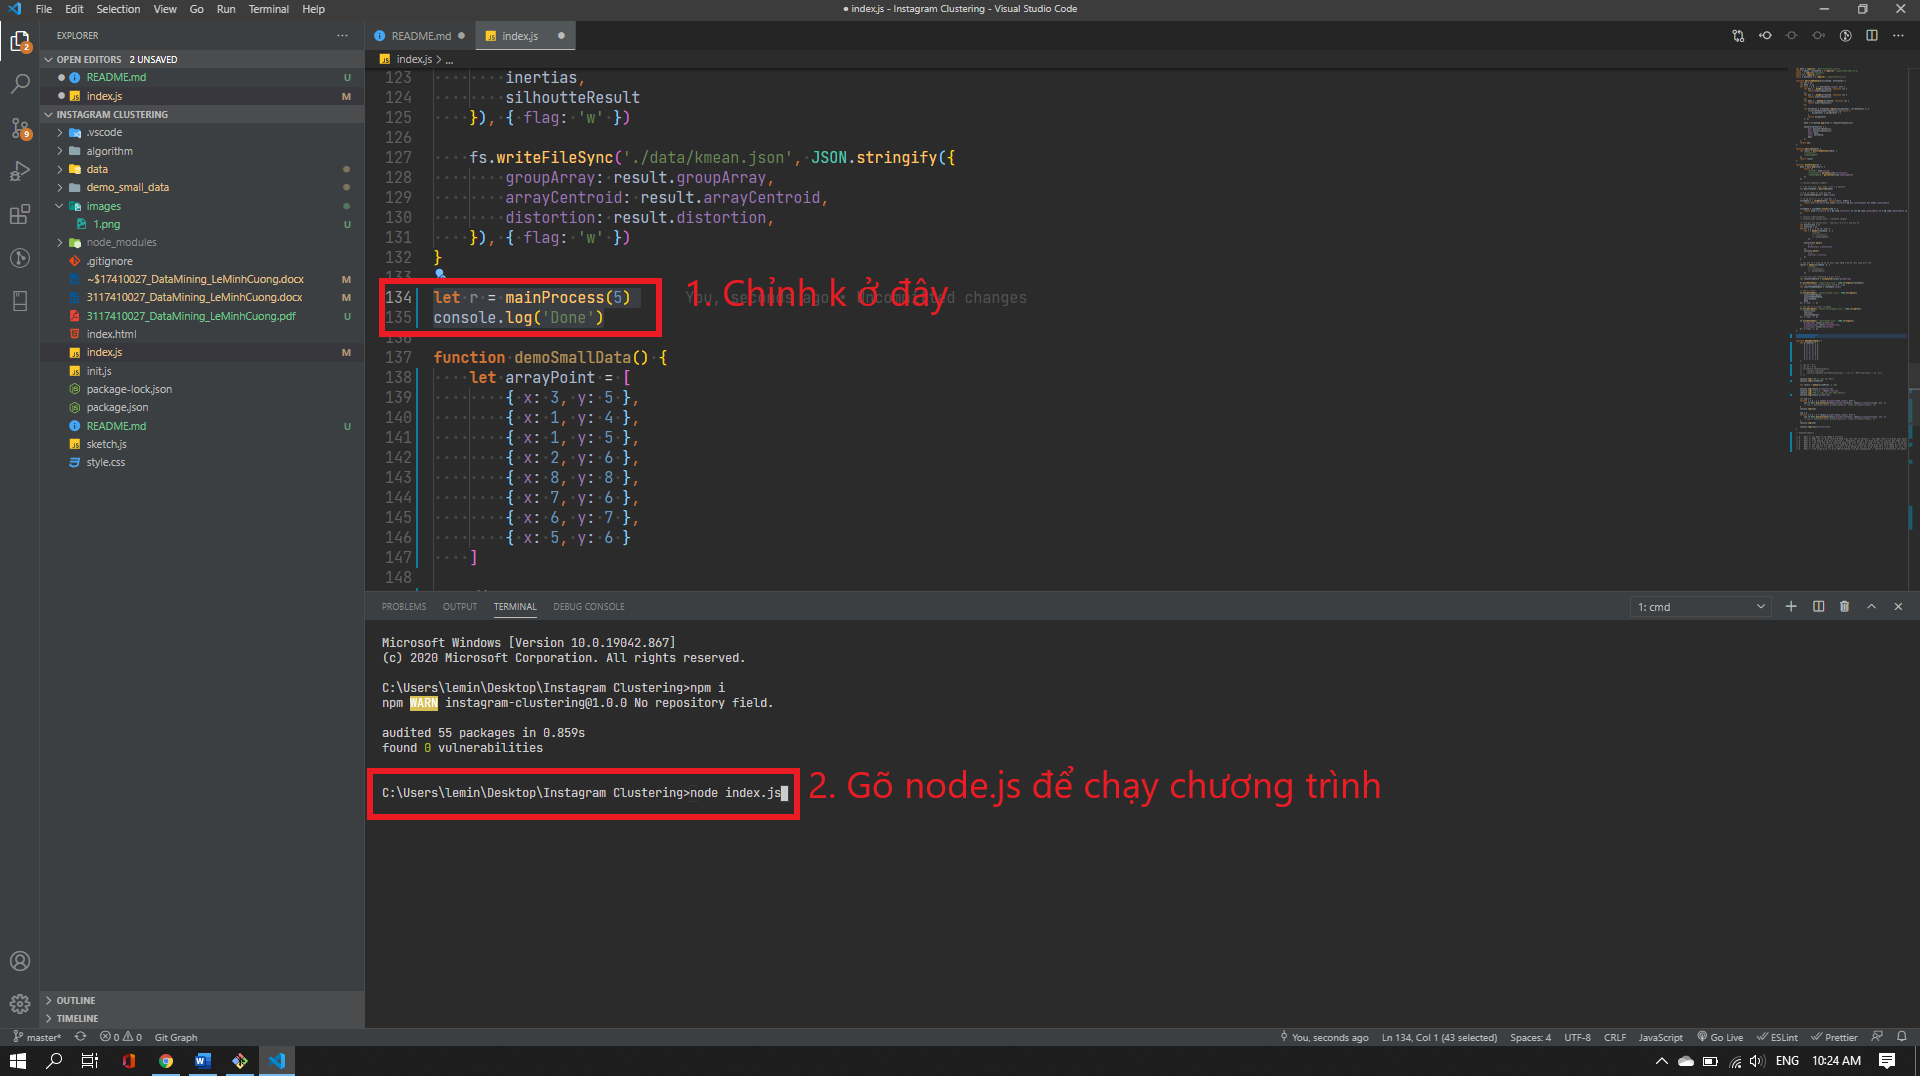 File Edit Selection View Go Run Terminal Help
● index.js - Instagram Clustering - Visual Studio Code
EXPLORER
OPEN EDITORS 2 UNSAVED
README.md U
index.js M
INSTAGRAM CLUSTERING
.vscode
algorithm
data
demo_small_data
images
1.png U
node_modules
.gitignore
~$17410027_DataMining_LeMinhCuong.docx M
3117410027_DataMining_LeMinhCuong.docx M
3117410027_DataMining_LeMinhCuong.pdf U
index.html
index.js M
init.js
package-lock.json
package.json
README.md U
sketch.js
style.css
OUTLINE
TIMELINE
README.md
index.js
index.js > ...
123 inertias,
124 silhoutteResult
125 }), { flag: 'w' })
126
127 fs.writeFileSync('./data/kmean.json', JSON.stringify({
128 groupArray: result.groupArray,
129 arrayCentroid: result.arrayCentroid,
130 distortion: result.distortion,
131 }), { flag: 'w' })
132 }
133
134 let r = mainProcess(5) You, seconds ago • Uncommitted changes
1. Chỉnh k ở đây
135 console.log('Done')
136
137 function demoSmallData() {
138 let arrayPoint = [
139 { x: 3, y: 5 },
140 { x: 1, y: 4 },
141 { x: 1, y: 5 },
142 { x: 2, y: 6 },
143 { x: 8, y: 8 },
144 { x: 7, y: 6 },
145 { x: 6, y: 7 },
146 { x: 5, y: 6 }
147 ]
148
PROBLEMS OUTPUT TERMINAL DEBUG CONSOLE
1: cmd
Microsoft Windows [Version 10.0.19042.867]
(c) 2020 Microsoft Corporation. All rights reserved.
C:\Users\lemin\Desktop\Instagram Clustering>npm i
npm WARN instagram-clustering@1.0.0 No repository field.
audited 55 packages in 0.859s
found 0 vulnerabilities
C:\Users\lemin\Desktop\Instagram Clustering>node index.js
2. Gõ node.js để chạy chương trình
master* 0 0 Git Graph
You, seconds ago Ln 134, Col 1 (43 selected) Spaces: 4 UTF-8 CRLF JavaScript Go Live ESLint Prettier
ENG 10:24 AM